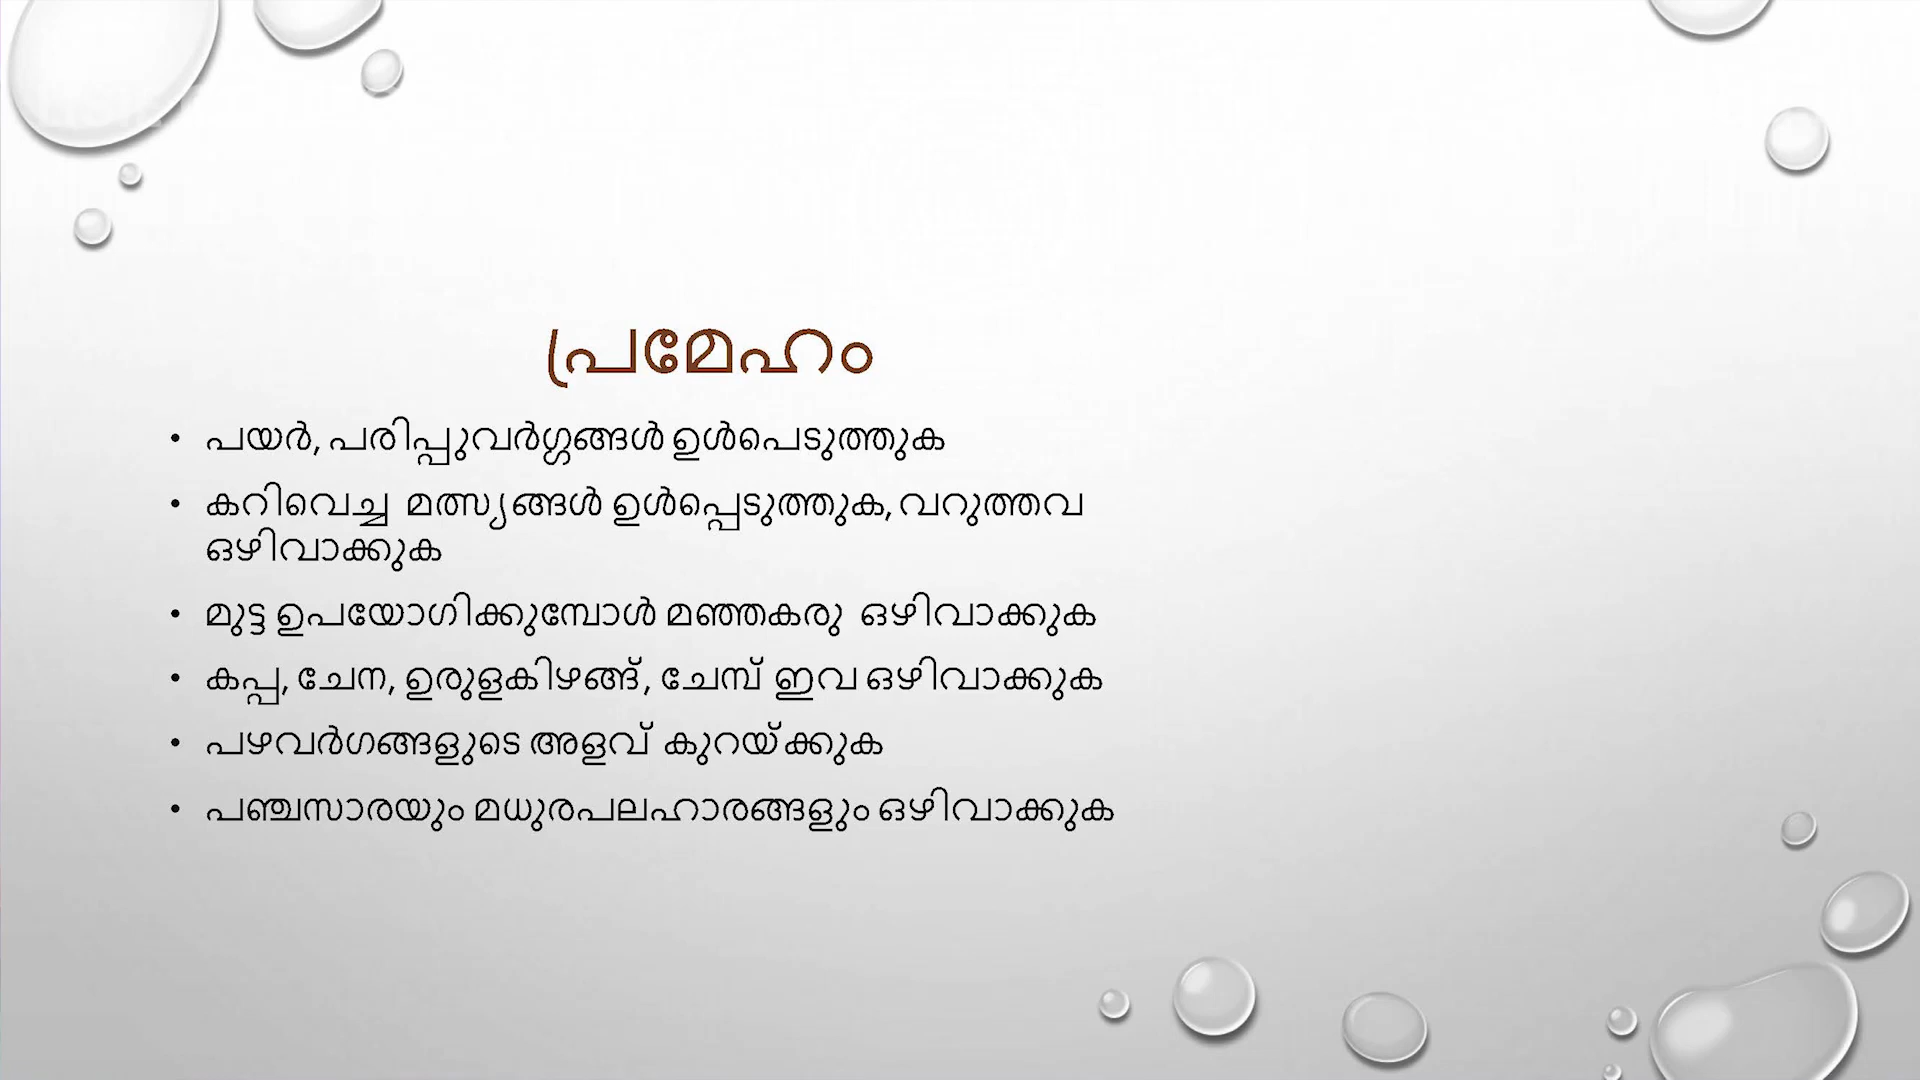 പ്രമേഹം
• പയർ, പരിപ്പുവർഗ്ഗങ്ങൾ ഉൾപെടുത്തുക
• കറിവെച്ച മത്സ്യങ്ങൾ ഉൾപ്പെടുത്തുക, വറുത്തവ
ഒഴിവാക്കുക
• മുട്ട ഉപയോഗിക്കുമ്പോൾ മഞ്ഞകരു ഒഴിവാക്കുക
• കപ്പ, ചേന, ഉരുളകിഴങ്ങ്, ചേമ്പ് ഇവ ഒഴിവാക്കുക
• പഴവർഗങ്ങളുടെ അളവ് കുറയ്ക്കുക
• പഞ്ചസാരയും മധുരപലഹാരങ്ങളും ഒഴിവാക്കുക